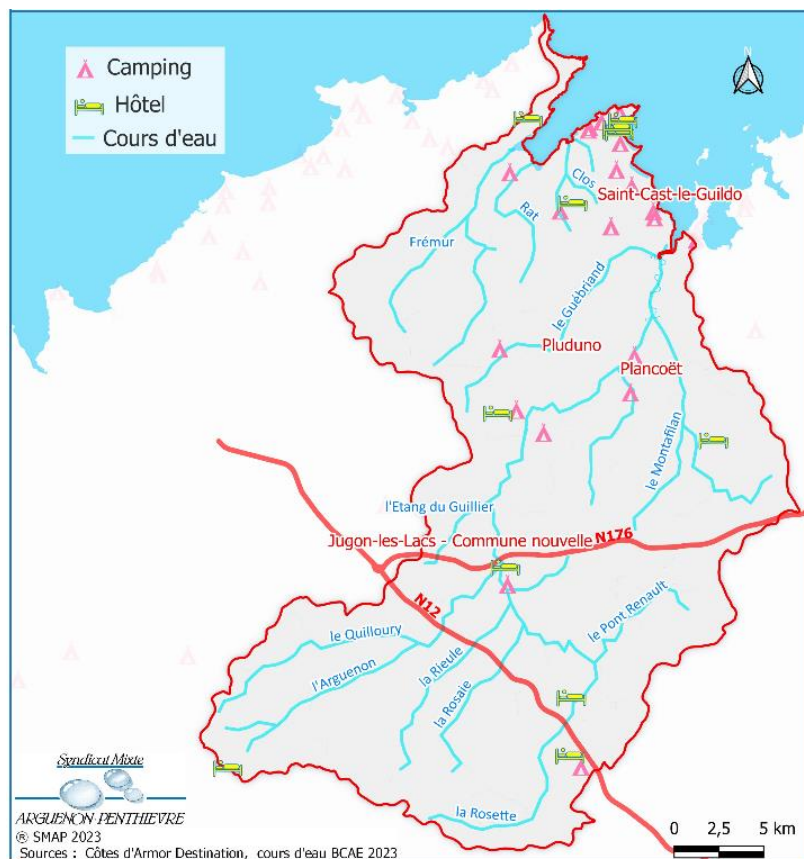 Camping
Hôtel
Cours d'eau
N
Clos
Saint-Cast-le-Guildo
Rat
Frémur
le Guébriand
Pluduno
Plancoët
le Montafilan
l'Etang du Guillier
Jugon-les-Lacs - Commune nouvelle
N176
N12
le Pont Renault
le Quilloury
l'Arguenon
la Rieule
la Rosaie
la Rosette
Syndicat Mixte
ARGUENON-PENTHIEVRE
® SMAP 2023
0 2,5 5 km
Sources : Côtes d'Armor Destination, cours d'eau BCAE 2023